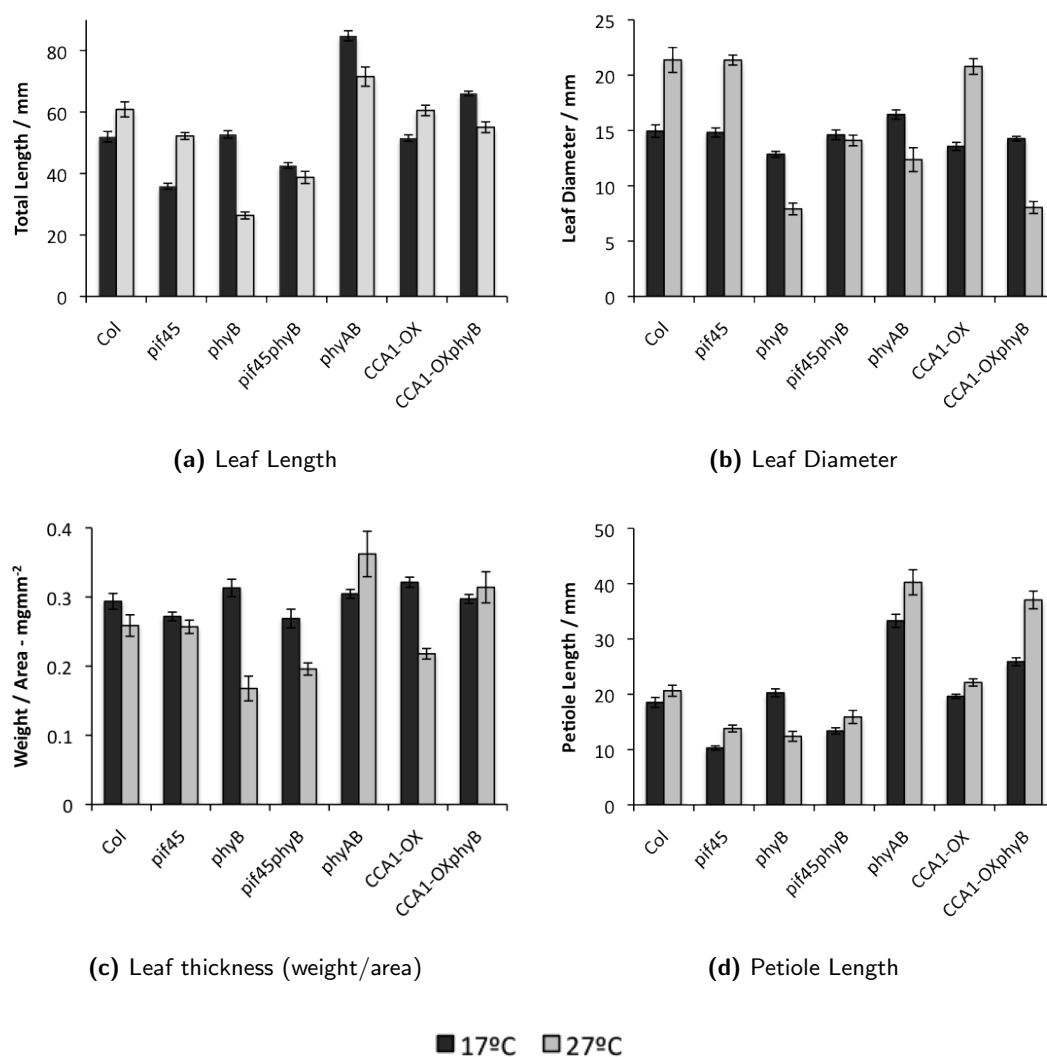 Total Length / mm
80
60
40
20
0
Col
pif45
phyB
pif45phyB
phyAB
CCA1-OX
CCA1-OXphyB
(a) Leaf Length
Leaf Diameter / mm
25
20
15
10
5
0
Col
pif45
phyB
pif45phyB
phyAB
CCA1-OX
CCA1-OXphyB
(b) Leaf Diameter
Weight / Area - mgmm⁻²
0.4
0.3
0.2
0.1
0
Col
pif45
phyB
pif45phyB
phyAB
CCA1-OX
CCA1-OXphyB
(c) Leaf thickness (weight/area)
Petiole Length / mm
50
40
30
20
10
0
Col
pif45
phyB
pif45phyB
phyAB
CCA1-OX
CCA1-OXphyB
(d) Petiole Length
17ºC 27ºC